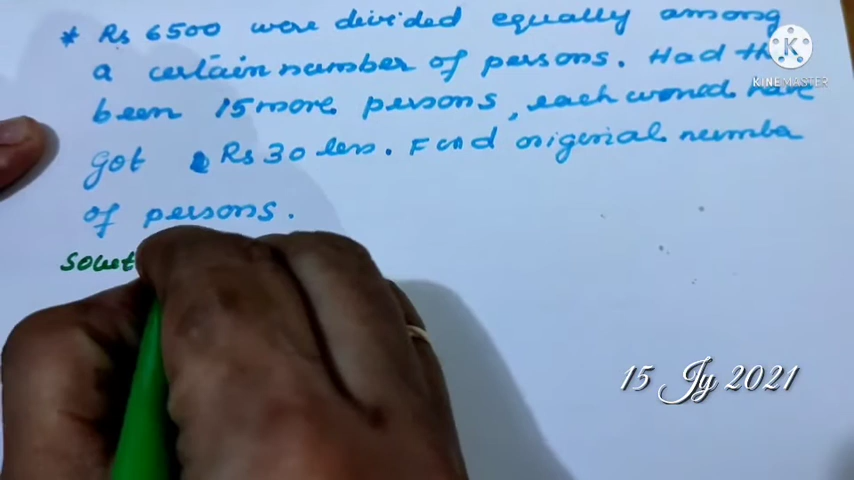 * Rs 6500 were divided equally among
a certain number of persons. Had
been 15 more persons, each would have
got Rs 30 less. Find original number
of persons.
Solut
K
KINEMASTER
15 Jy 2021